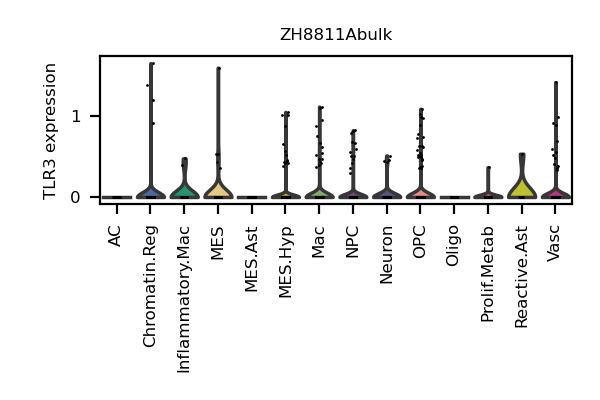 ZH8811Abulk
TLR3 expression
1
0
AC
Chromatin.Reg
Inflammatory.Mac
MES
MES.Ast
MES.Hyp
Mac
NPC
Neuron
OPC
Oligo
Prolif.Metab
Reactive.Ast
Vasc